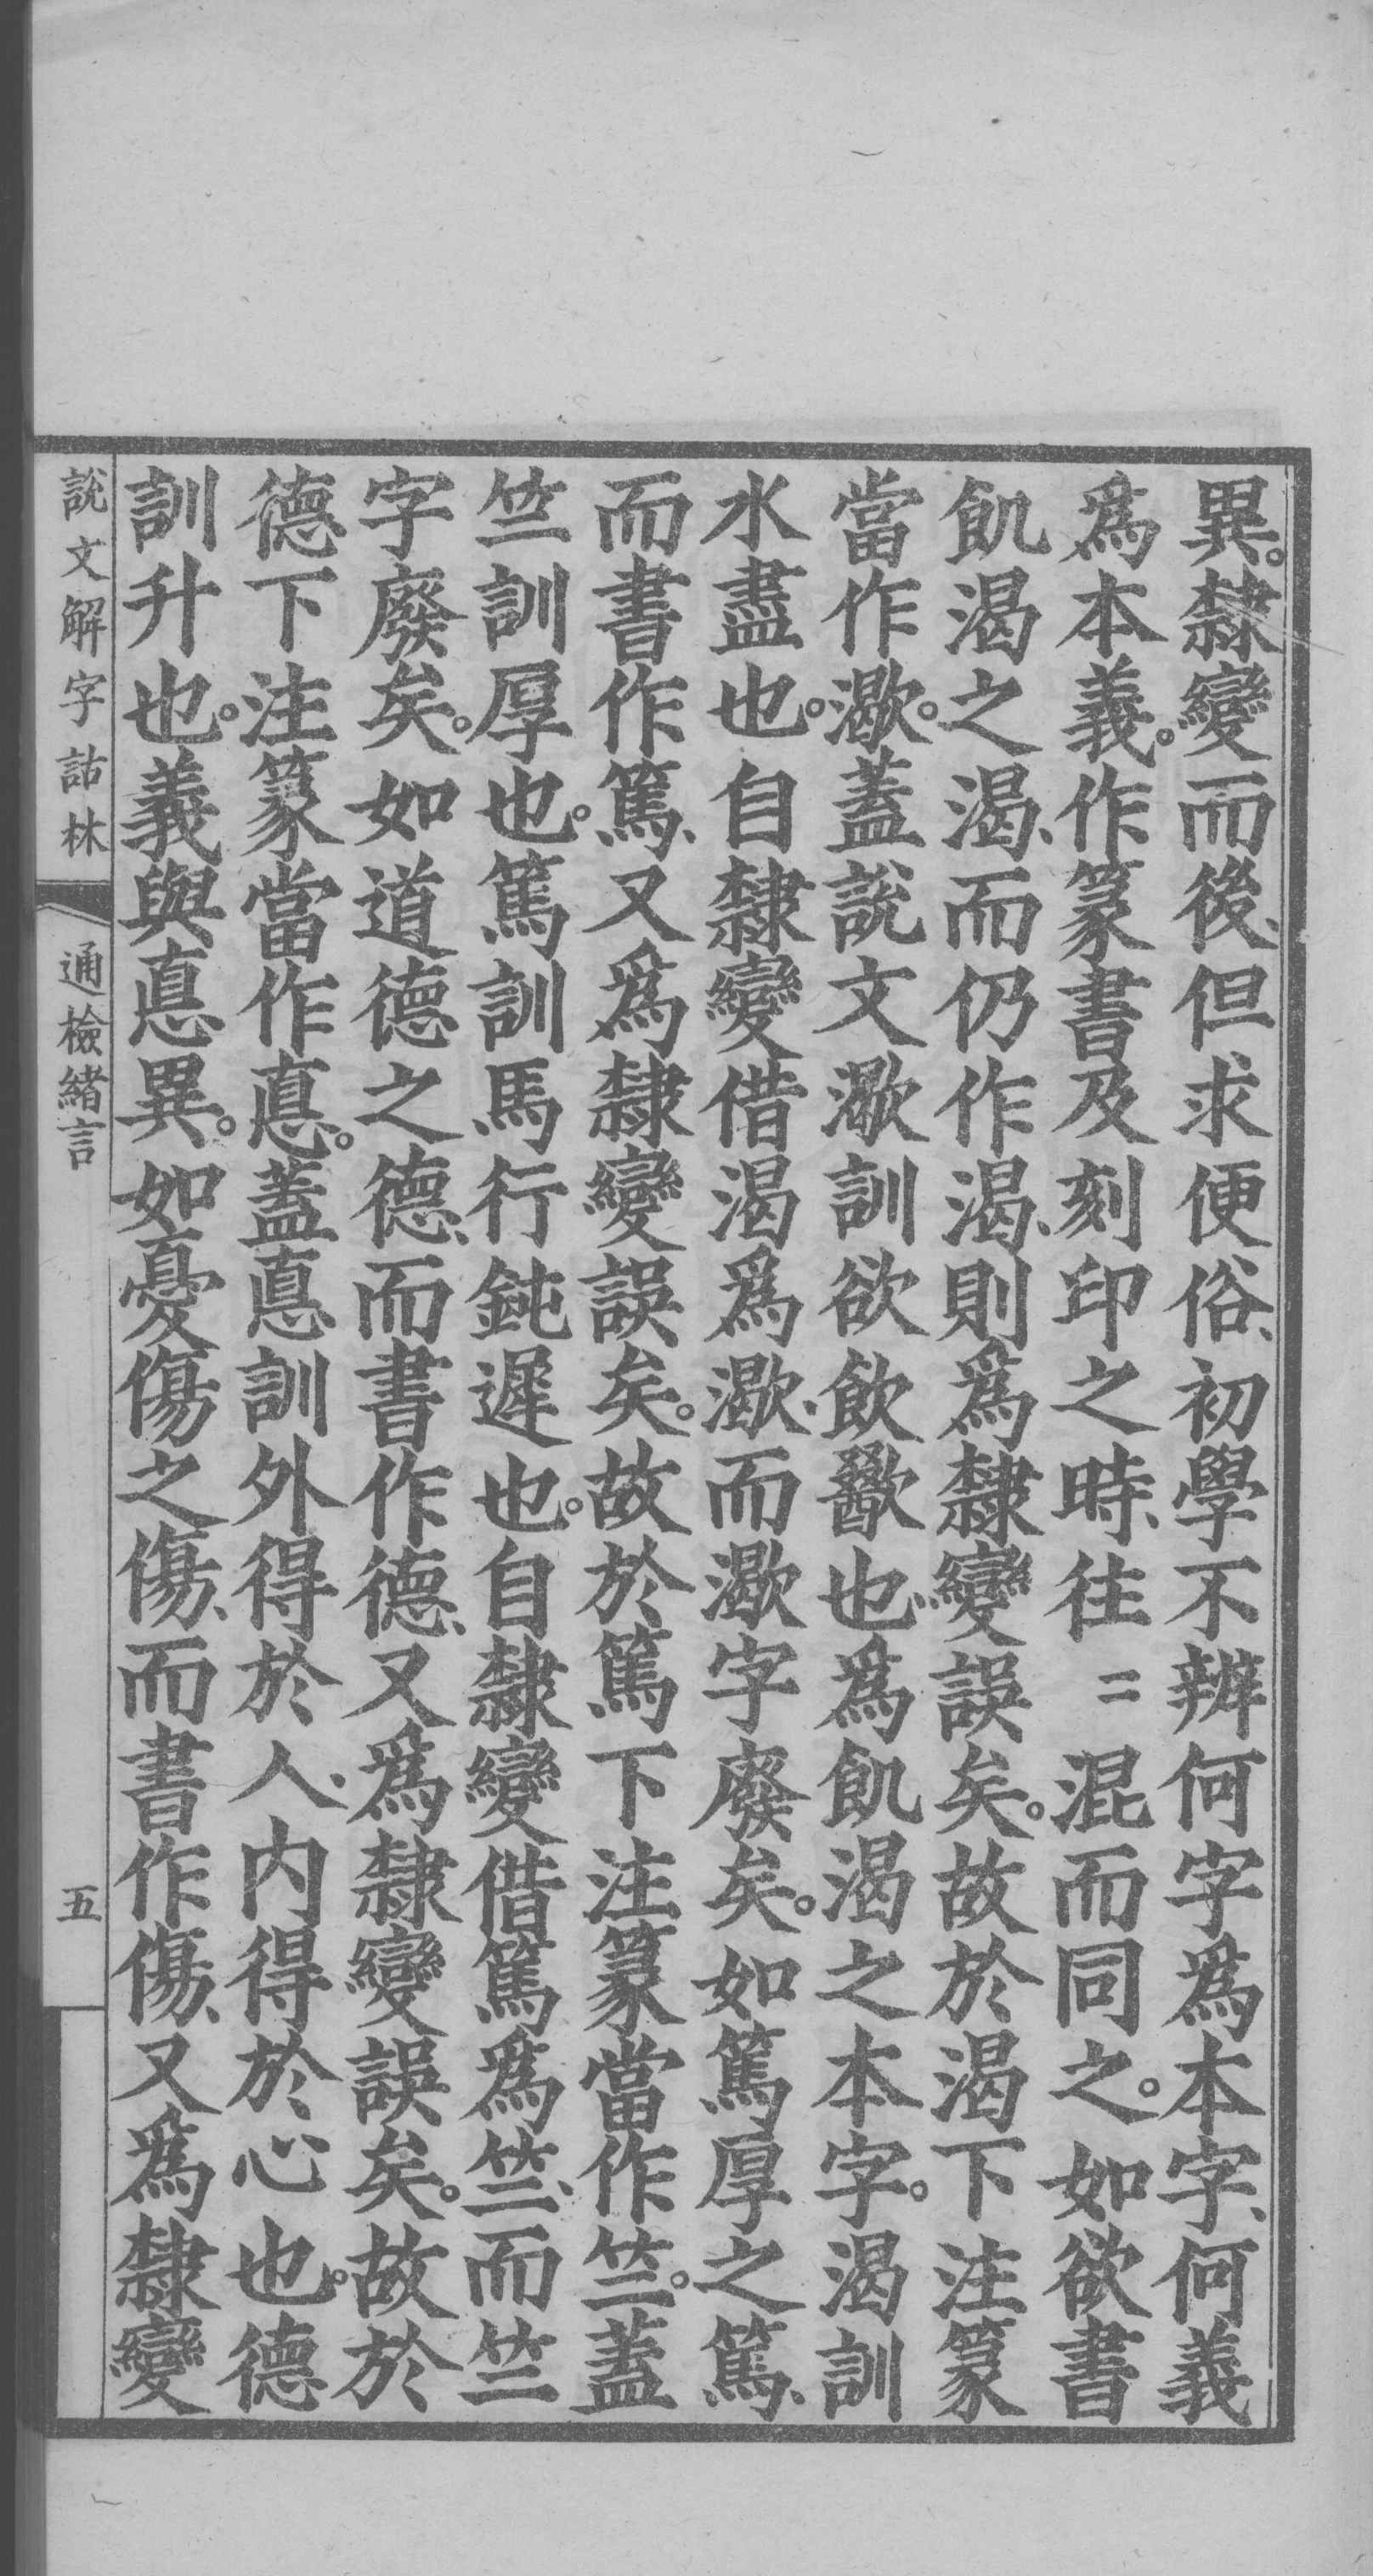 異。隸變而後、但求便俗、初學不辨何字爲本字、何義
爲本義。作篆書及刻印之時、往〻混而同之。如欲書
飢渴之渴、而仍作渴、則爲隸變誤矣。故於渴下注篆
當作㵣。蓋說文㵣訓欲飮歠也、爲飢渴之本字。渴訓
水盡也。自隸變借渴爲㵣、而㵣字廢矣。如篤厚之篤、
而書作篤、又爲隸變誤矣。故於篤下注篆當作竺。蓋
竺訓厚也。篤訓馬行鈍遲也。自隸變借篤爲竺、而竺
字廢矣。如道德之德、而書作德、又爲隸變誤矣。故於
德下注篆當作悳。蓋悳訓外得於人、內得於心也。德
訓升也。義與悳異。如憂傷之傷、而書作傷、又爲隸變
說文解字詁林
通檢緒言
五